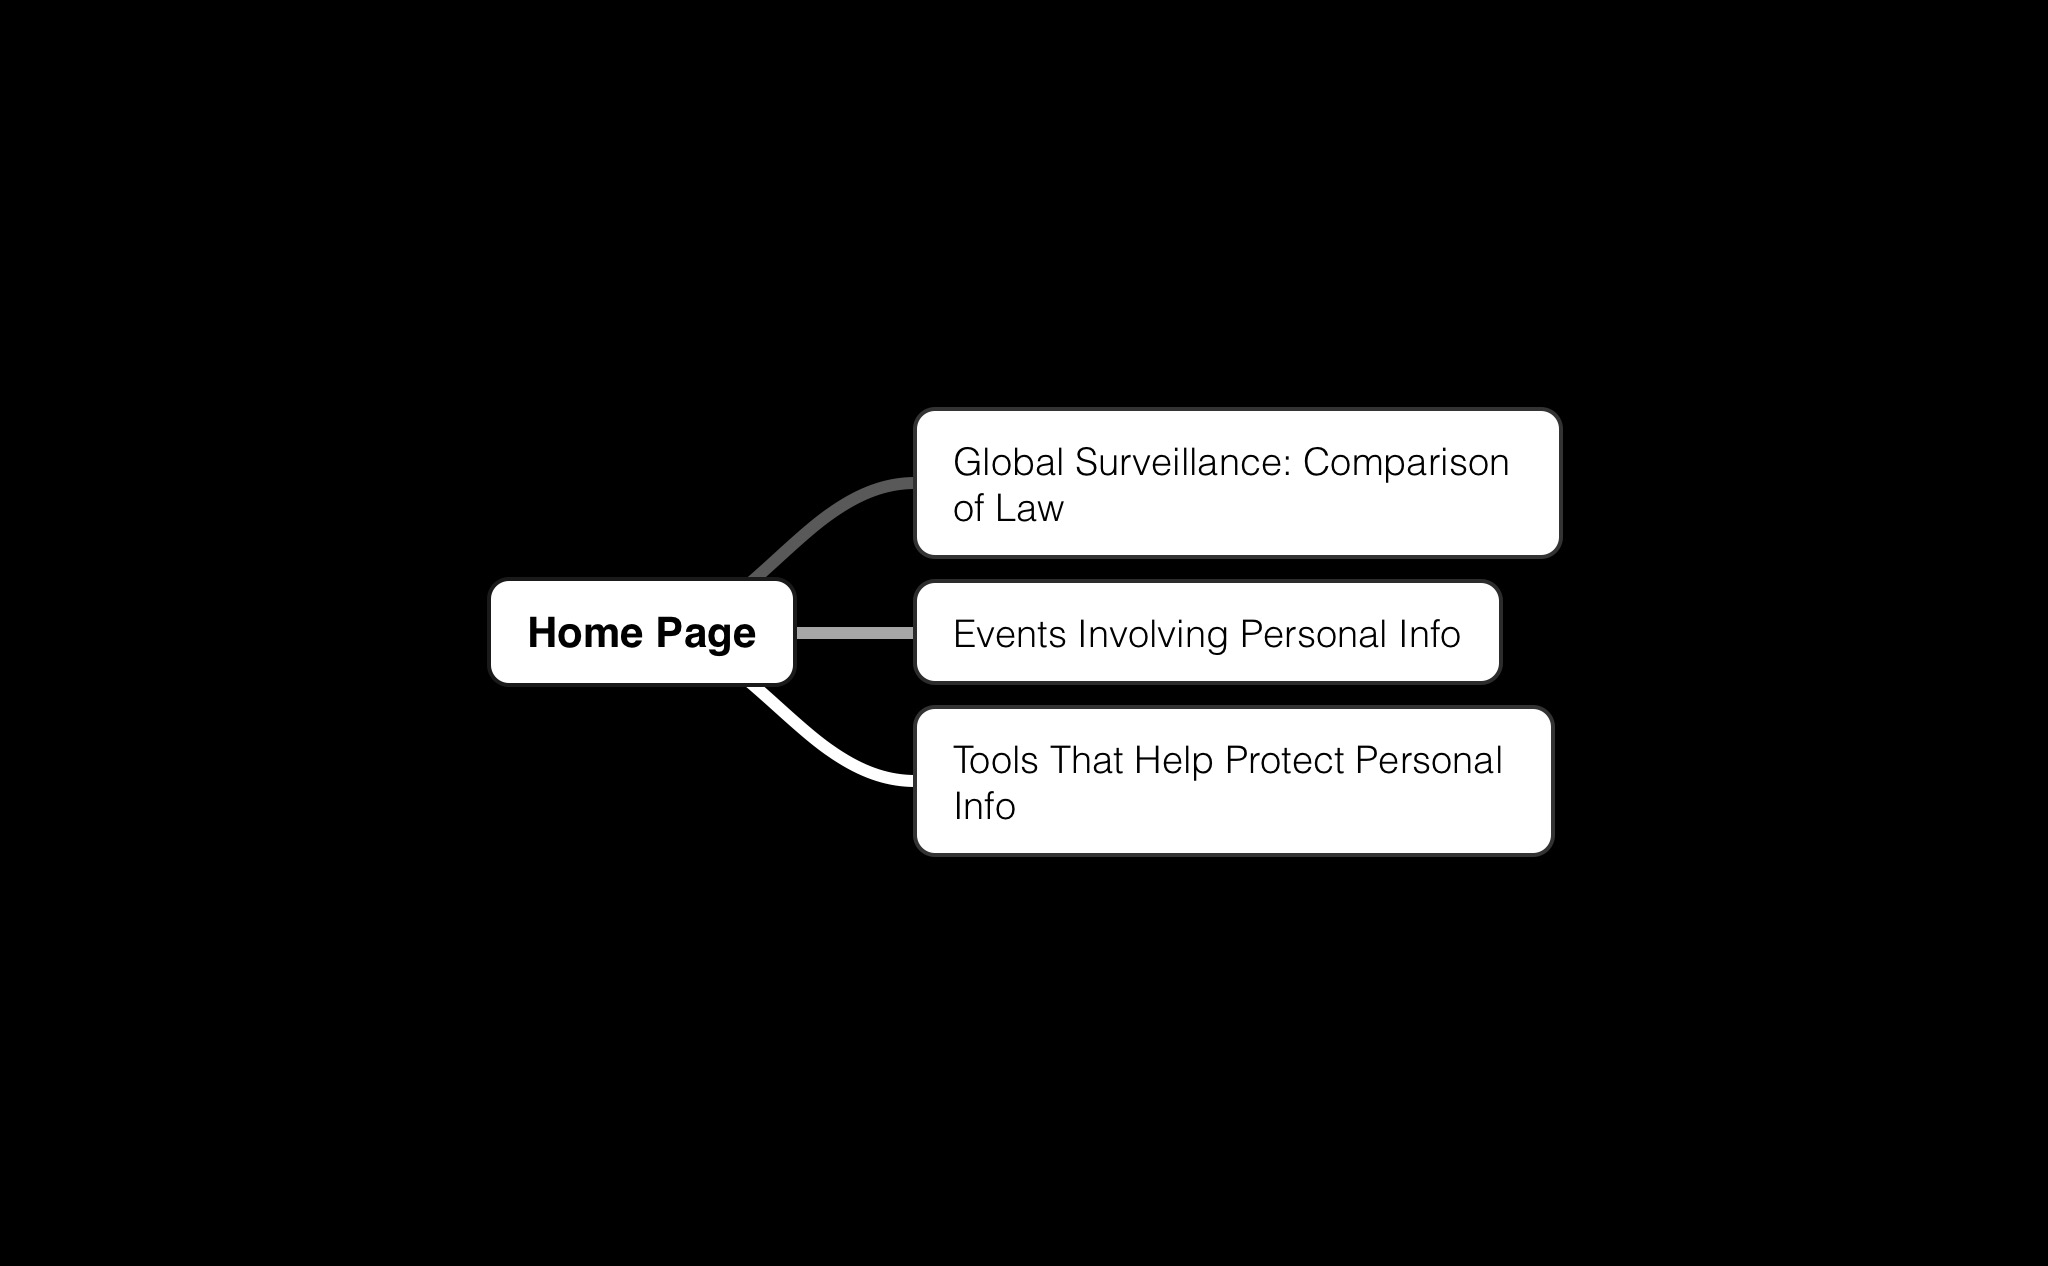 Global Surveillance: Comparison
of Law
Home Page
Events Involving Personal Info
Tools That Help Protect Personal
Info